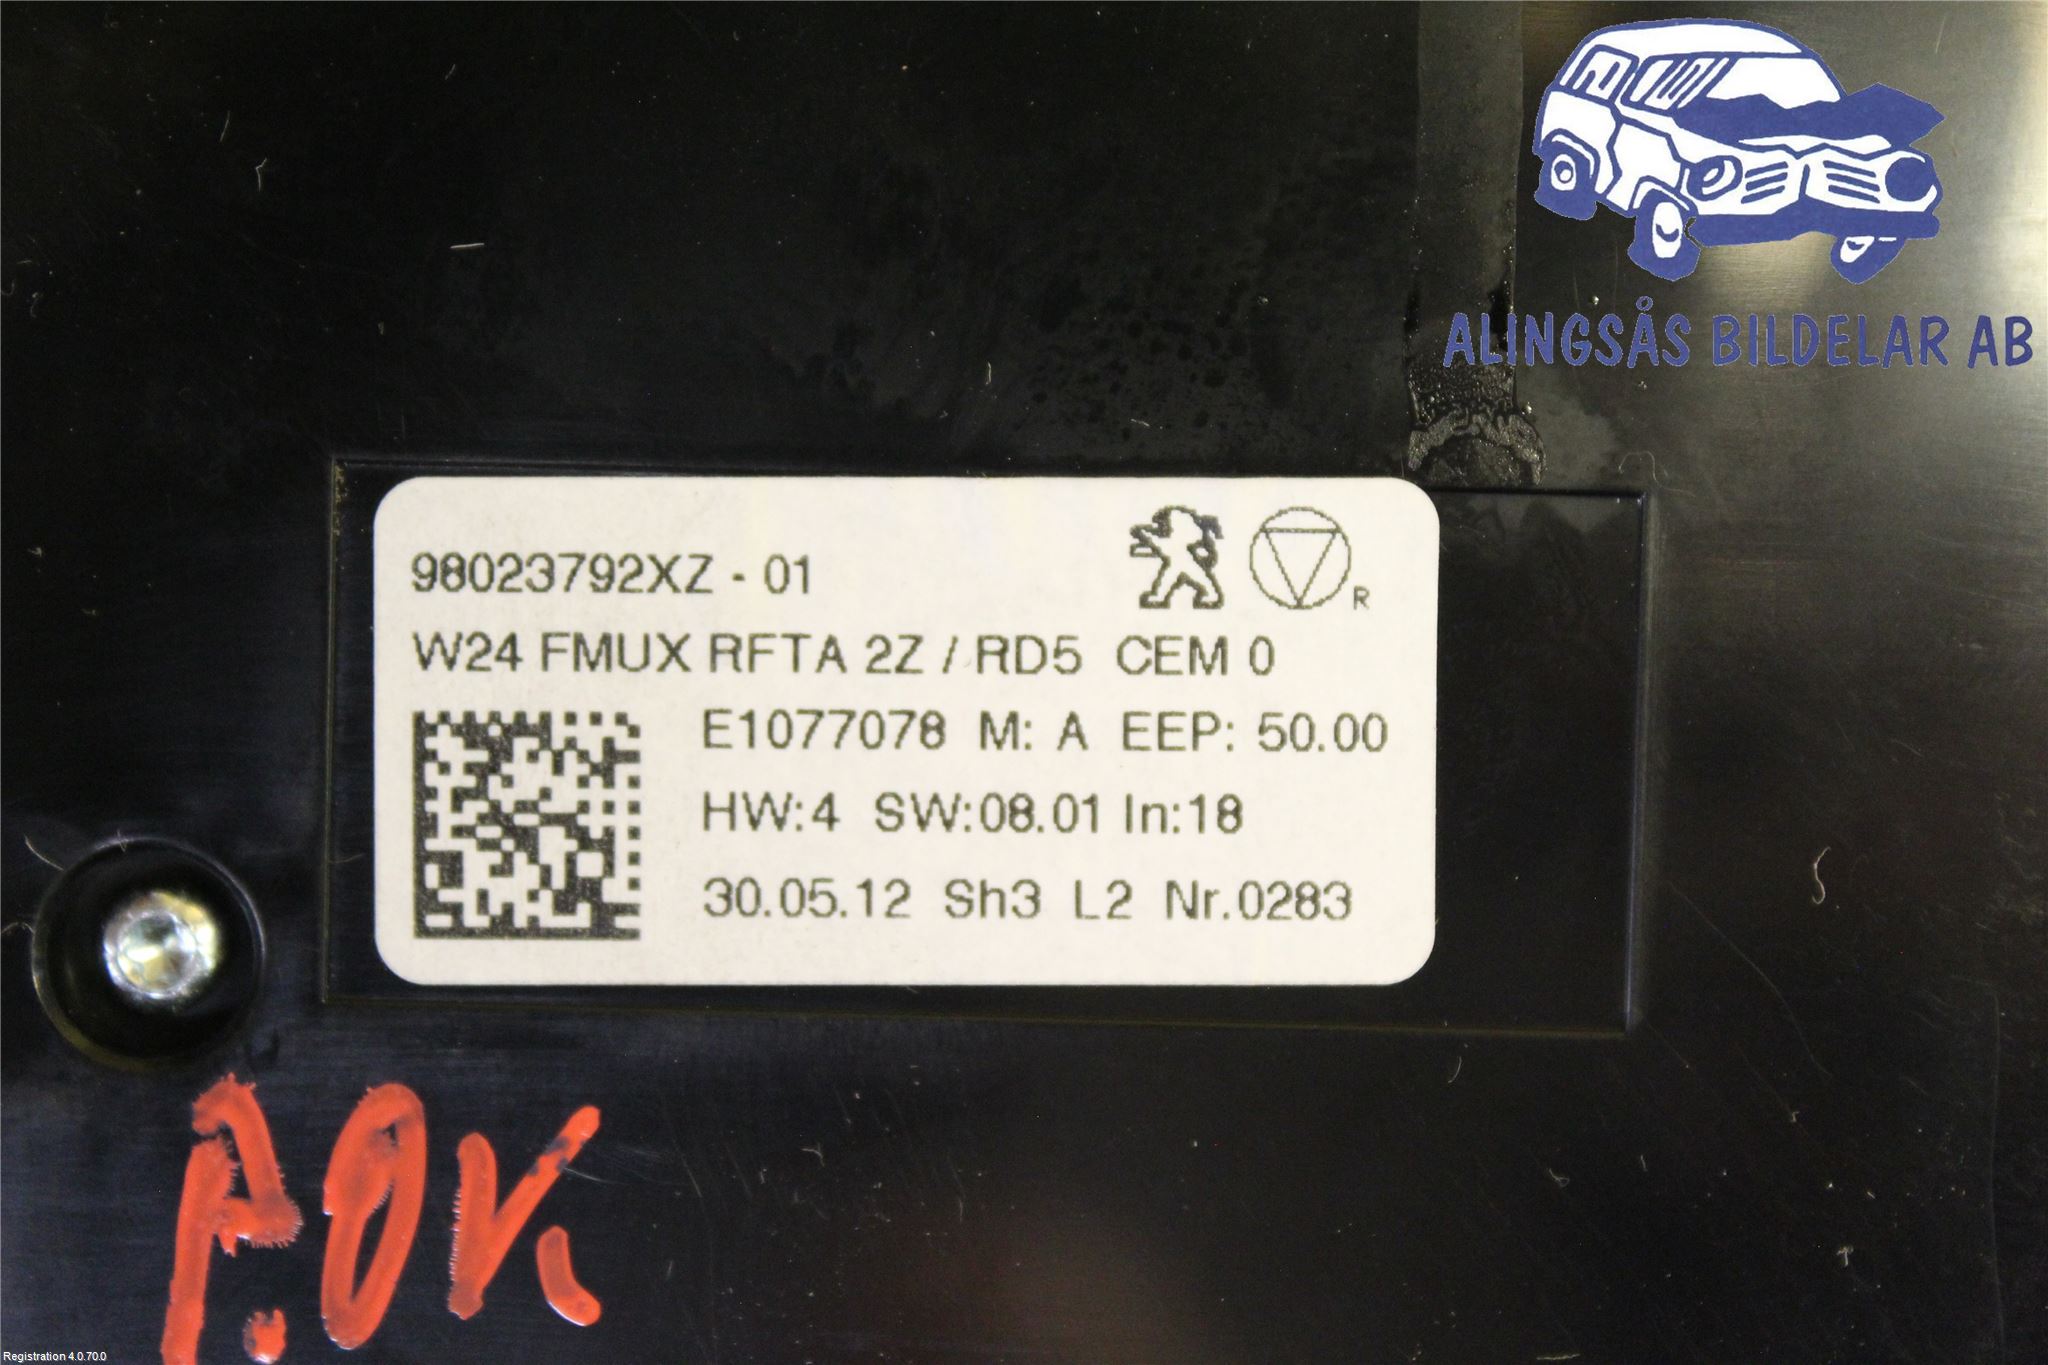 ALINGSÅS BILDELAR AB
98023792XZ - 01
R
W24 FMUX RFTA 2Z / RD5 CEM 0
E1077078 M: A EEP: 50.00
HW:4 SW:08.01 In:18
30.05.12 Sh3 L2 Nr.0283
P.OK
Registration 4.0.70.0